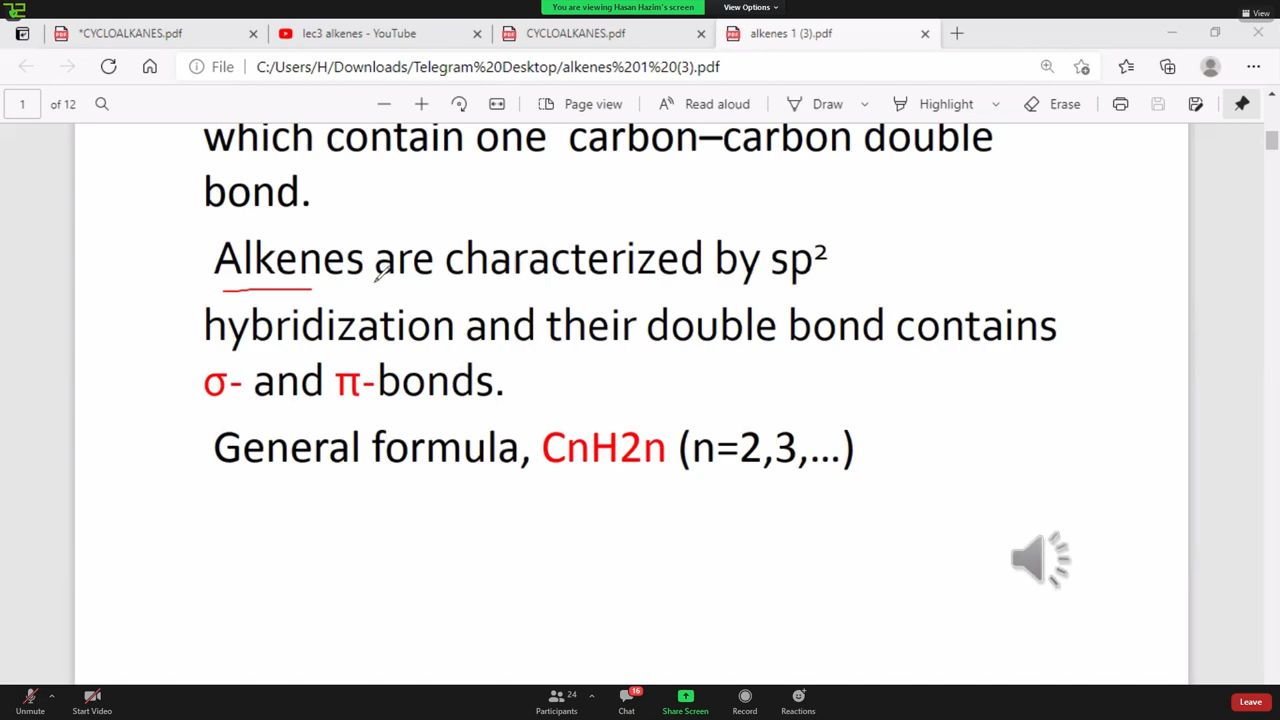 72
You are viewing Hasan Hazim's screen
View Options
View
*CYCLOALKANES.pdf
lec3 alkenes - YouTube
CYCLOALKANES.pdf
alkenes 1 (3).pdf
File
C:/Users/H/Downloads/Telegram%20Desktop/alkenes%201%20(3).pdf
1 of 12
Page view
Read aloud
Draw
Highlight
Erase
which contain one carbon–carbon double
bond.
Alkenes are characterized by sp²
hybridization and their double bond contains
σ- and π-bonds.
General formula, CnH2n (n=2,3,...)
Unmute
Start Video
24
Participants
16
Chat
Share Screen
Record
Reactions
Leave